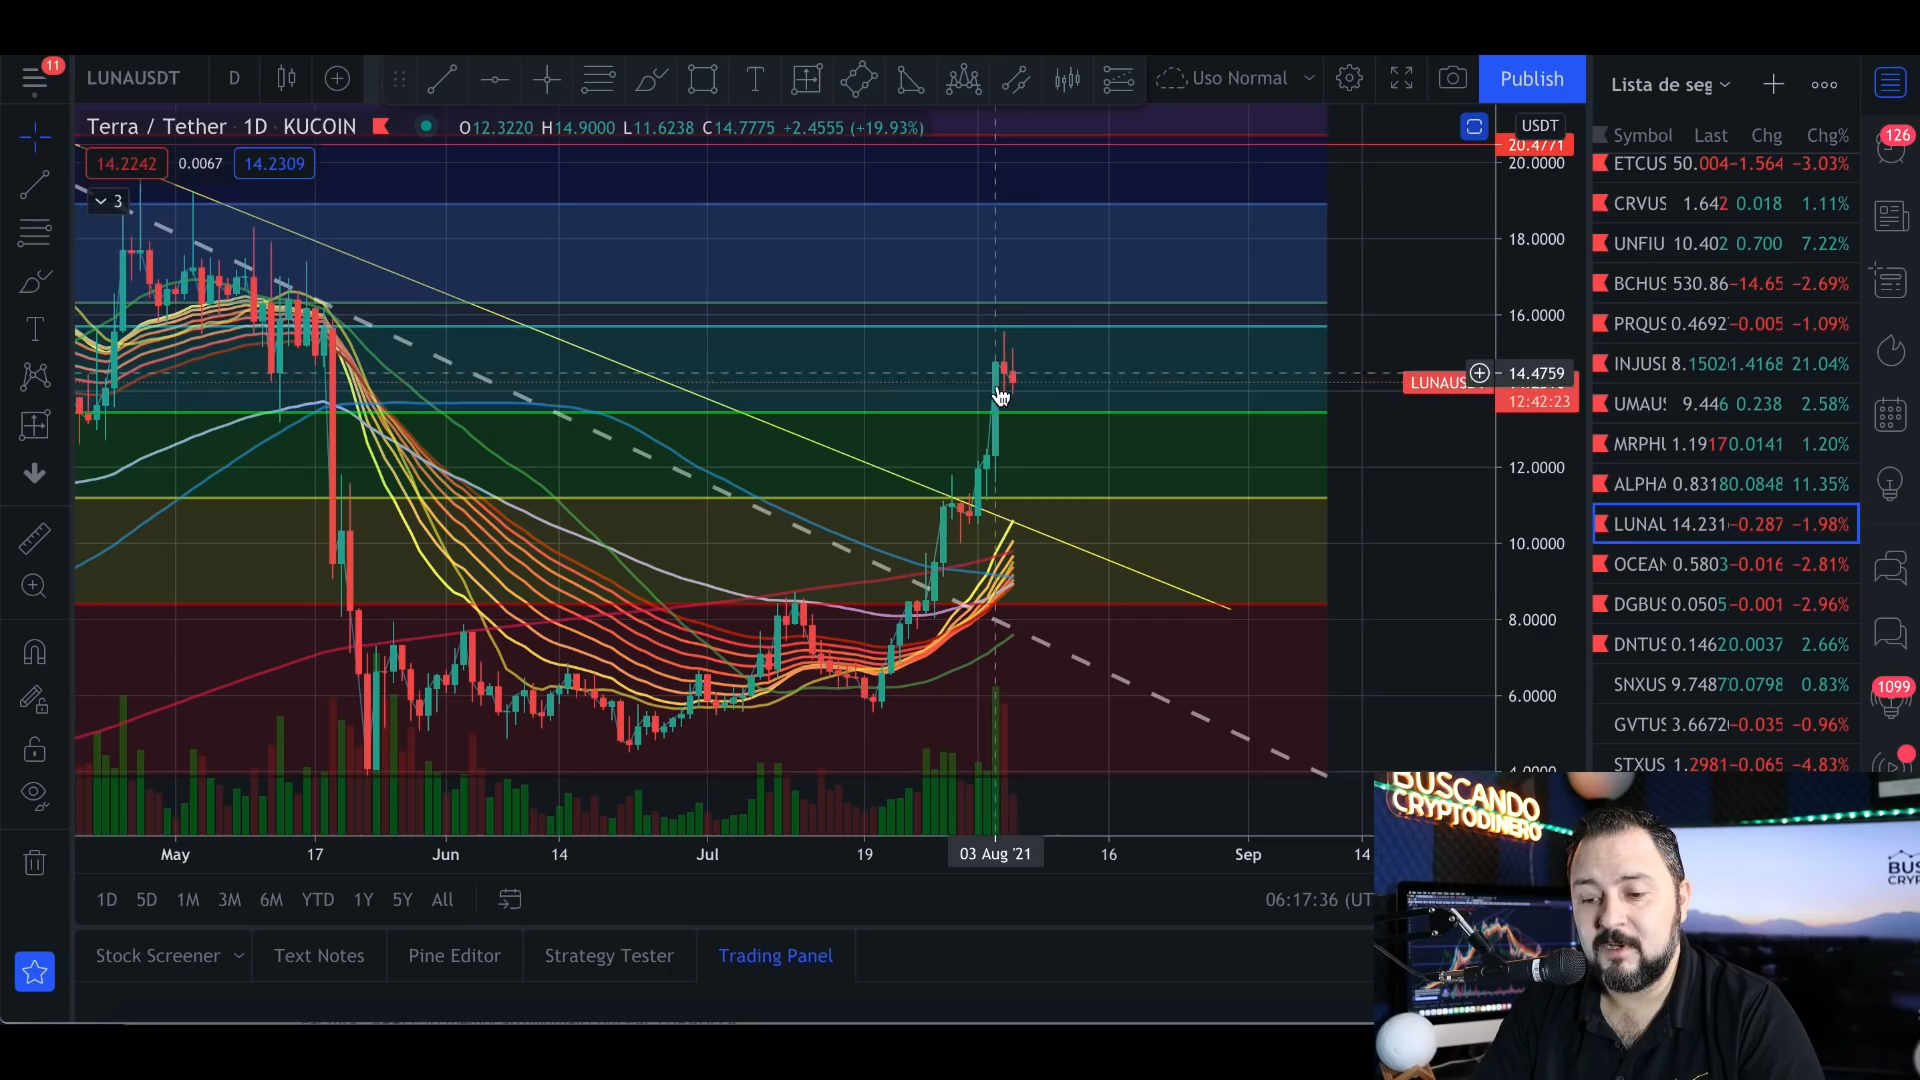 11
LUNAUSDT D
Uso Normal
Publish
Lista de seg
Terra / Tether · 1D · KUCOIN
O12.3220 H14.9000 L11.6238 C14.7775 +2.4555 (+19.93%)
14.2242 0.0067 14.2309
3
USDT
20.4771
20.0000
18.0000
16.0000
14.4759
LUNAUS
12:42:23
12.0000
10.0000
8.0000
6.0000
4.0000
May 17 Jun 14 Jul 19 03 Aug '21 16 Sep 14
1D 5D 1M 3M 6M YTD 1Y 5Y All
06:17:36 (UT
Stock Screener Text Notes Pine Editor Strategy Tester Trading Panel
Symbol Last Chg Chg%
ETCUS 50.004 −1.564 −3.03%
CRVUS 1.642 0.018 1.11%
UNFIU 10.402 0.700 7.22%
BCHUS 530.86 −14.65 −2.69%
PRQUS 0.4692 −0.005 −1.09%
INJUS 8.1502 1.4168 21.04%
UMAUS 9.446 0.238 2.58%
MRPHU 1.1917 0.0141 1.20%
ALPHA 0.8318 0.0848 11.35%
LUNAU 14.231 −0.287 −1.98%
OCEAN 0.5803 −0.016 −2.81%
DGBUS 0.0505 −0.001 −2.96%
DNTUS 0.1462 0.0037 2.66%
SNXUS 9.7487 0.0798 0.83%
GVTUS 3.6672 −0.035 −0.96%
STXUS 1.2981 −0.065 −4.83%
126
1099
BUSCANDO
CRYPTODINERO
BUS
CRYP